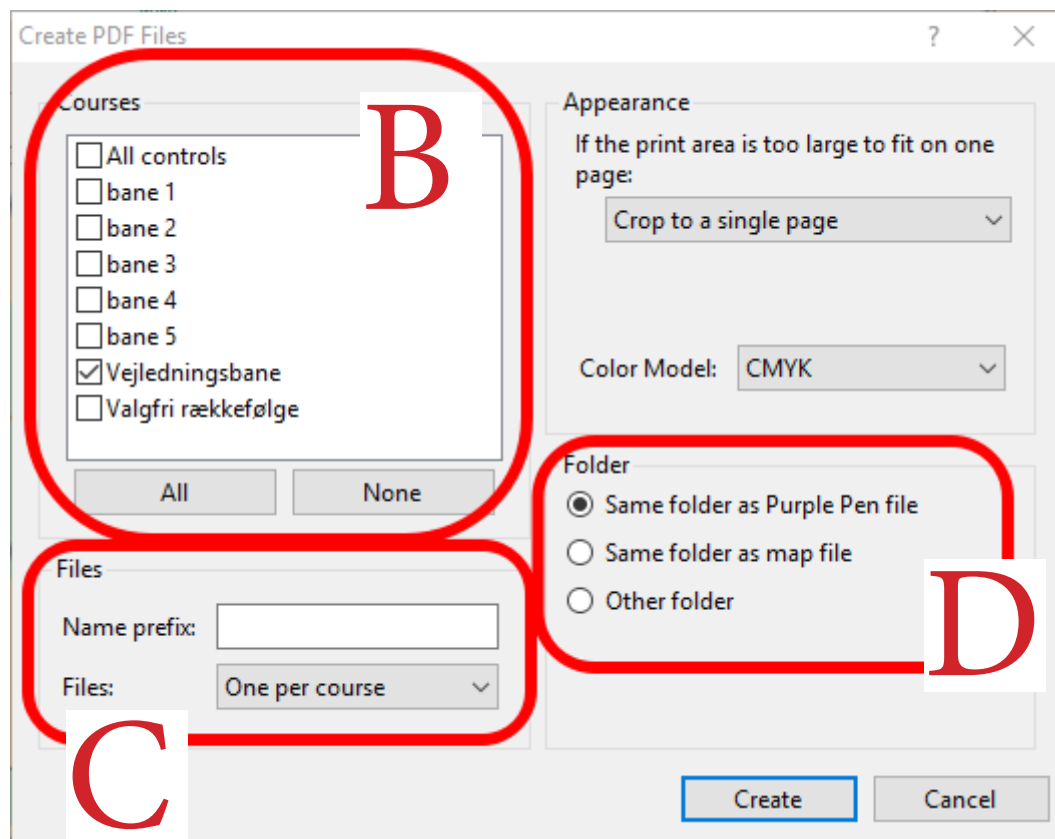 Create PDF Files
?
Courses
B
All controls
bane 1
bane 2
bane 3
bane 4
bane 5
Vejledningsbane
Valgfri rækkefølge
All None
Files
Name prefix:
Files: One per course
C
Appearance
If the print area is too large to fit on one
page:
Crop to a single page
Color Model: CMYK
Folder
Same folder as Purple Pen file
Same folder as map file
Other folder
D
Create Cancel